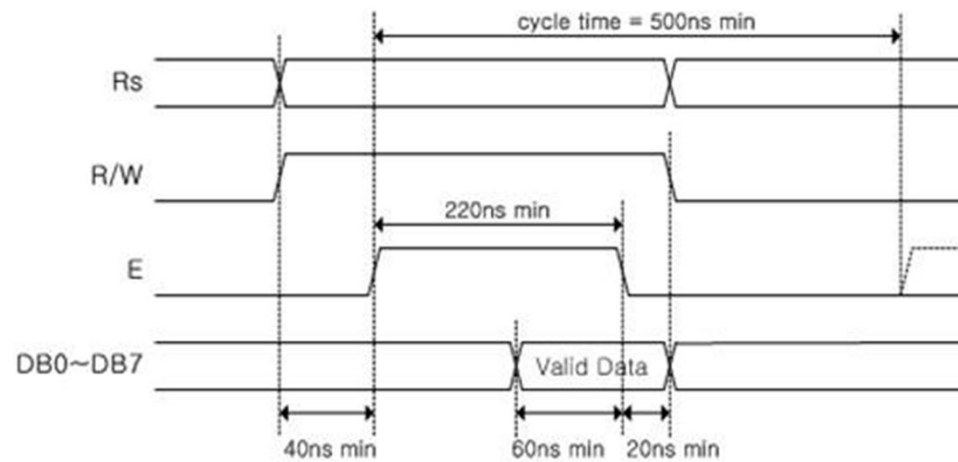 cycle time = 500ns min
Rs
R/W
220ns min
E
DB0~DB7
Valid Data
40ns min
60ns min
20ns min